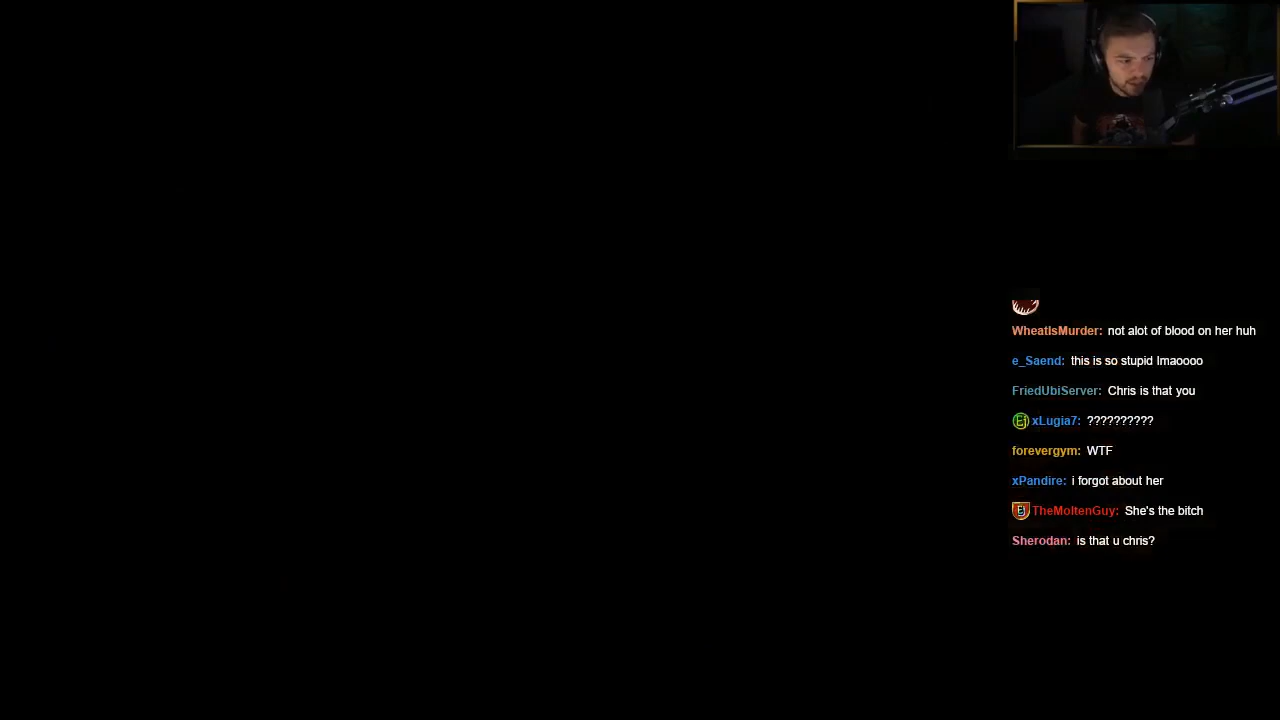 WheatIsMurder: not alot of blood on her huh
e_Saend: this is so stupid lmaoooo
FriedUbiServer: Chris is that you
xLugia7: ??????????
forevergym: WTF
xPandire: i forgot about her
TheMoltenGuy: She's the bitch
Sherodan: is that u chris?